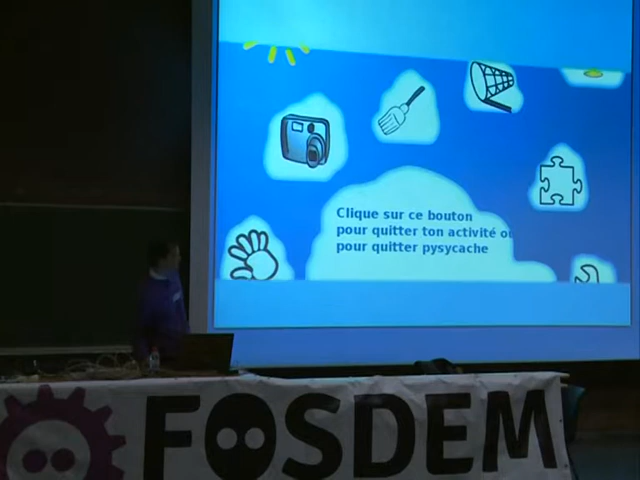 Clique sur ce bouton
pour quitter ton activité ou
pour quitter pysycache
FOSDEM